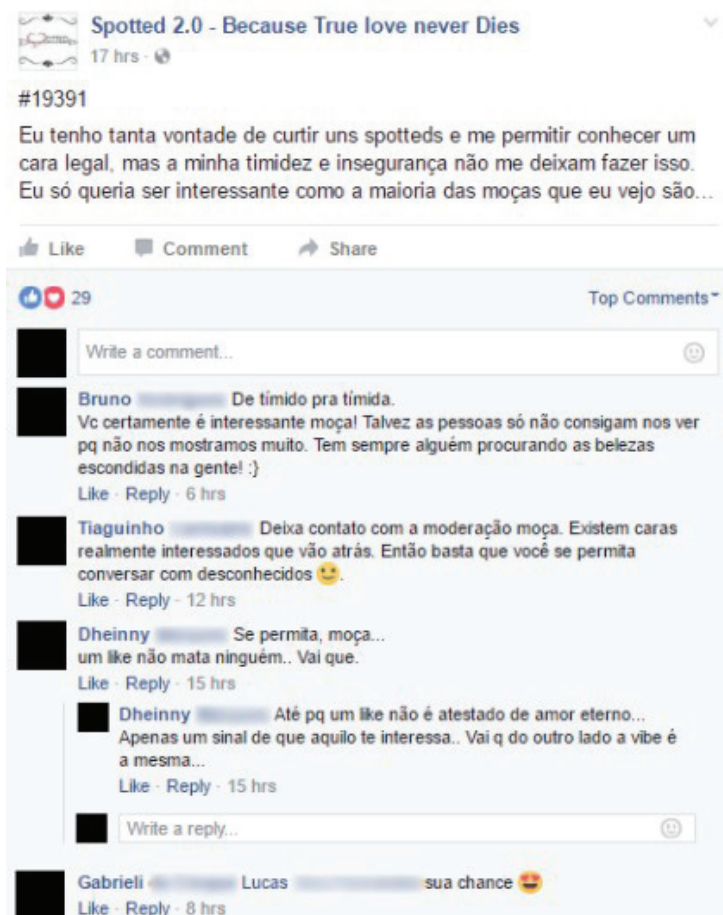 Spotted 2.0 - Because True love never Dies
17 hrs ·
#19391
Eu tenho tanta vontade de curtir uns spotteds e me permitir conhecer um
cara legal, mas a minha timidez e insegurança não me deixam fazer isso.
Eu só queria ser interessante como a maioria das moças que eu vejo são...
Like Comment Share
29 Top Comments
Write a comment...
Bruno De tímido pra tímida.
Vc certamente é interessante moça! Talvez as pessoas só não consigam nos ver
pq não nos mostramos muito. Tem sempre alguém procurando as belezas
escondidas na gente! :}
Like · Reply · 6 hrs
Tiaguinho Deixa contato com a moderação moça. Existem caras
realmente interessados que vão atrás. Então basta que você se permita
conversar com desconhecidos 🙂.
Like · Reply · 12 hrs
Dheinny Se permita, moça...
um like não mata ninguém.. Vai que.
Like · Reply · 15 hrs
Dheinny Até pq um like não é atestado de amor eterno...
Apenas um sinal de que aquilo te interessa.. Vai q do outro lado a vibe é
a mesma...
Like · Reply · 15 hrs
Write a reply...
Gabrieli Lucas sua chance 😍
Like · Reply · 8 hrs